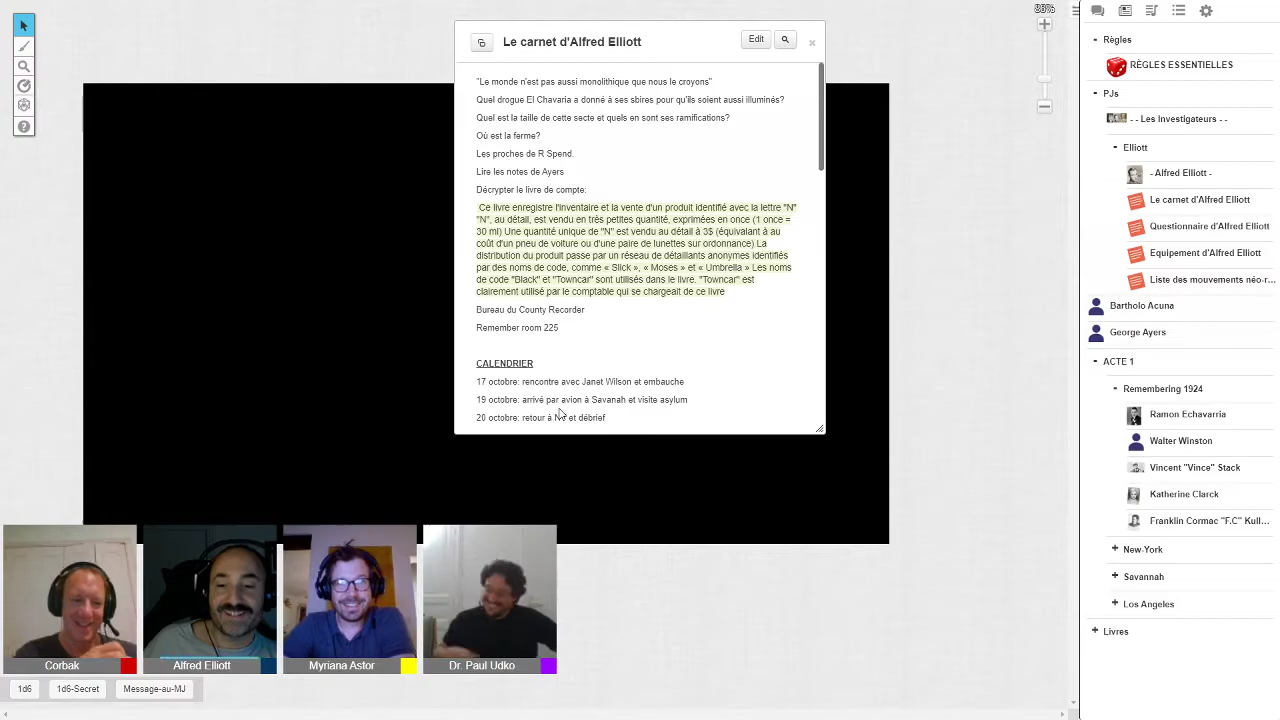 88%
Le carnet d'Alfred Elliott
Edit
"Le monde n'est pas aussi monolithique que nous le croyons"
Quel drogue El Chavaria a donné à ses sbires pour qu'ils soient aussi illuminés?
Quel est la taille de cette secte et quels en sont ses ramifications?
Où est la ferme?
Les proches de R Spend.
Lire les notes de Ayers
Décrypter le livre de compte:
Ce livre enregistre l'inventaire et la vente d'un produit identifié avec la lettre "N"
"N", au détail, est vendu en très petites quantité, exprimées en once (1 once =
30 ml) Une quantité unique de "N" est vendu au détail à 3$ (équivalant à au
coût d'un pneu de voiture ou d'une paire de lunettes sur ordonnance) La
distribution du produit passe par un réseau de détaillants anonymes identifiés
par des noms de code, comme « Slick », « Moses » et « Umbrella » Les noms
de code "Black" et "Towncar" sont utilisés dans le livre. "Towncar" est
clairement utilisé par le comptable qui se chargeait de ce livre
Bureau du County Recorder
Remember room 225
CALENDRIER
17 octobre: rencontre avec Janet Wilson et embauche
19 octobre: arrivé par avion à Savanah et visite asylum
20 octobre: retour à et débrief
Corbak
Alfred Elliott
Myriana Astor
Dr. Paul Udko
1d6
1d6-Secret
Message-au-MJ
Règles
RÈGLES ESSENTIELLES
PJs
- - Les Investigateurs - -
Elliott
- Alfred Elliott -
Le carnet d'Alfred Elliott
Questionnaire d'Alfred Elliott
Equipement d'Alfred Elliott
Liste des mouvements néo-r...
Bartholo Acuna
George Ayers
ACTE 1
Remembering 1924
Ramon Echavarria
Walter Winston
Vincent "Vince" Stack
Katherine Clarck
Franklin Cormac "F.C" Kull...
New-York
Savannah
Los Angeles
Livres